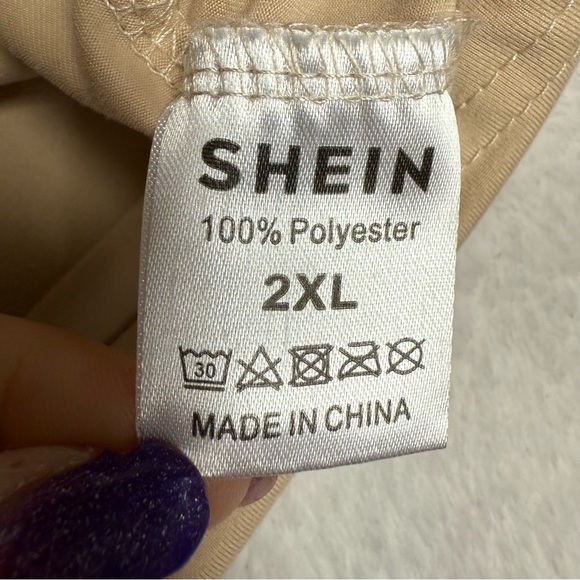 SHEIN
100% Polyester
2XL
30
MADE IN CHINA